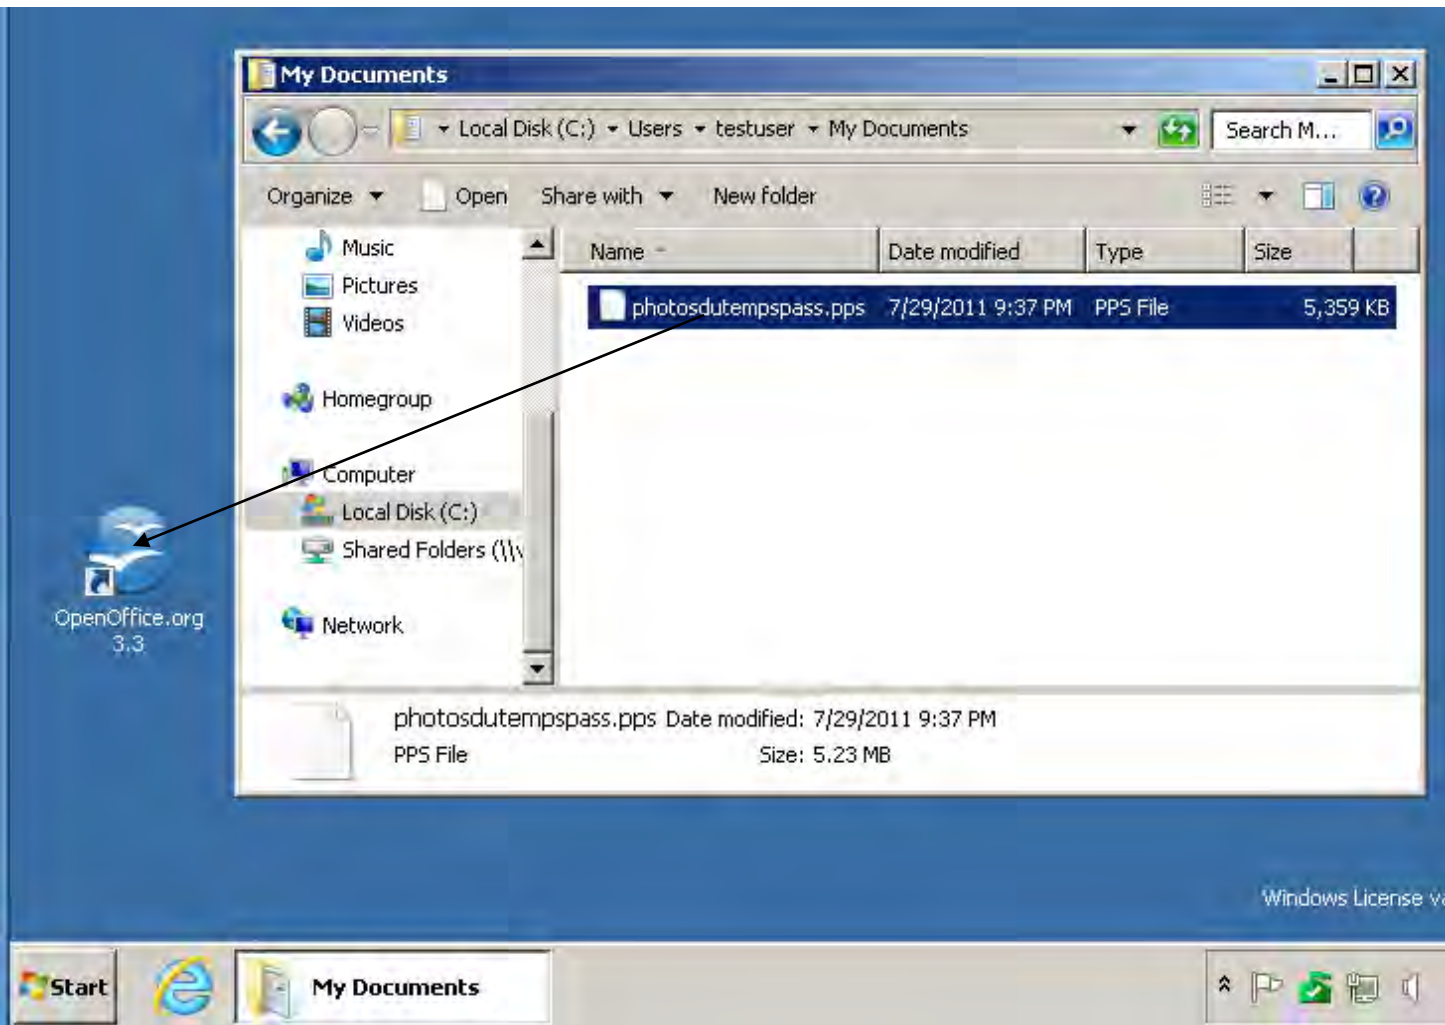 My Documents
Local Disk (C:) Users testuser My Documents
Search M...
Organize Open Share with New folder
Music
Pictures
Videos
Homegroup
Computer
Local Disk (C:)
Shared Folders (\\v
Network
Name Date modified Type Size
photosdutempspass.pps 7/29/2011 9:37 PM PPS File 5,359 KB
OpenOffice.org
3.3
photosdutempspass.pps Date modified: 7/29/2011 9:37 PM
PPS File Size: 5.23 MB
Windows License va
Start My Documents